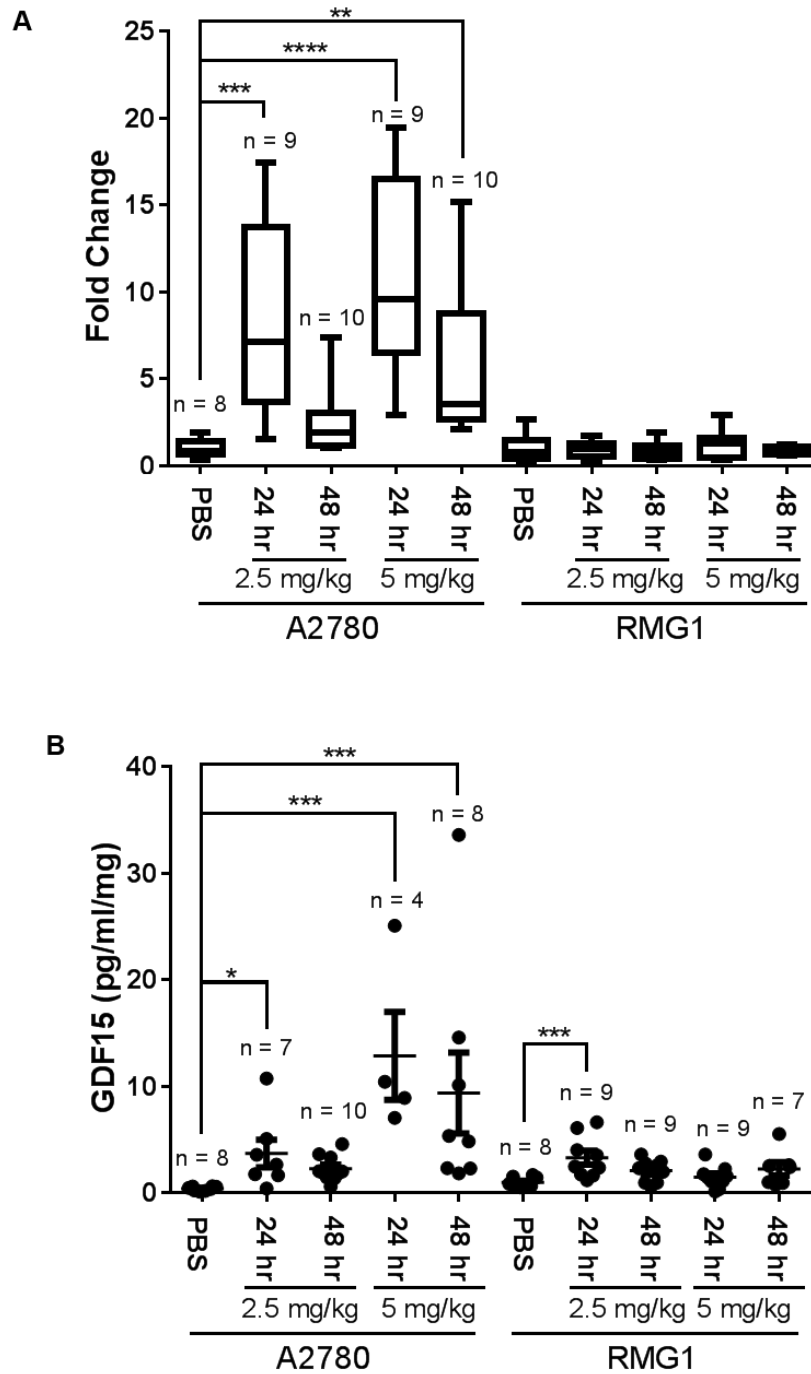 A
Fold Change
25
20
15
10
5
0
**
****
***
n = 8
n = 9
n = 10
n = 9
n = 10
PBS
24 hr
48 hr
24 hr
48 hr
PBS
24 hr
48 hr
24 hr
48 hr
2.5 mg/kg
5 mg/kg
2.5 mg/kg
5 mg/kg
A2780
RMG1
B
GDF15 (pg/ml/mg)
40
30
20
10
0
***
***
*
***
n = 8
n = 7
n = 10
n = 4
n = 8
n = 8
n = 9
n = 9
n = 9
n = 7
PBS
24 hr
48 hr
24 hr
48 hr
PBS
24 hr
48 hr
24 hr
48 hr
2.5 mg/kg
5 mg/kg
2.5 mg/kg
5 mg/kg
A2780
RMG1